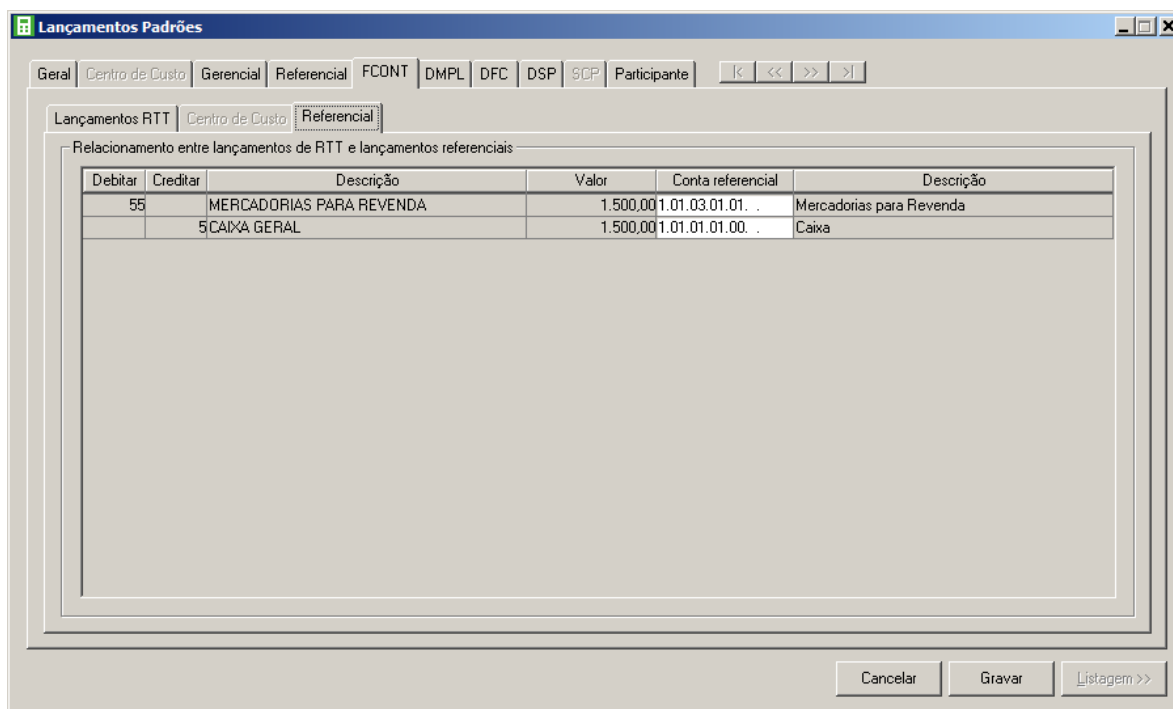 Lançamentos Padrões
Geral Centro de Custo Gerencial Referencial FCONT DMPL DFC DSP SCP Participante |< << >> >|
Lançamentos RTT Centro de Custo Referencial
Relacionamento entre lançamentos de RTT e lançamentos referenciais
Debitar Creditar Descrição Valor Conta referencial Descrição
55 MERCADORIAS PARA REVENDA 1.500,00 1.01.03.01.01. . Mercadorias para Revenda
5 CAIXA GERAL 1.500,00 1.01.01.01.00. . Caixa
Cancelar Gravar Listagem >>